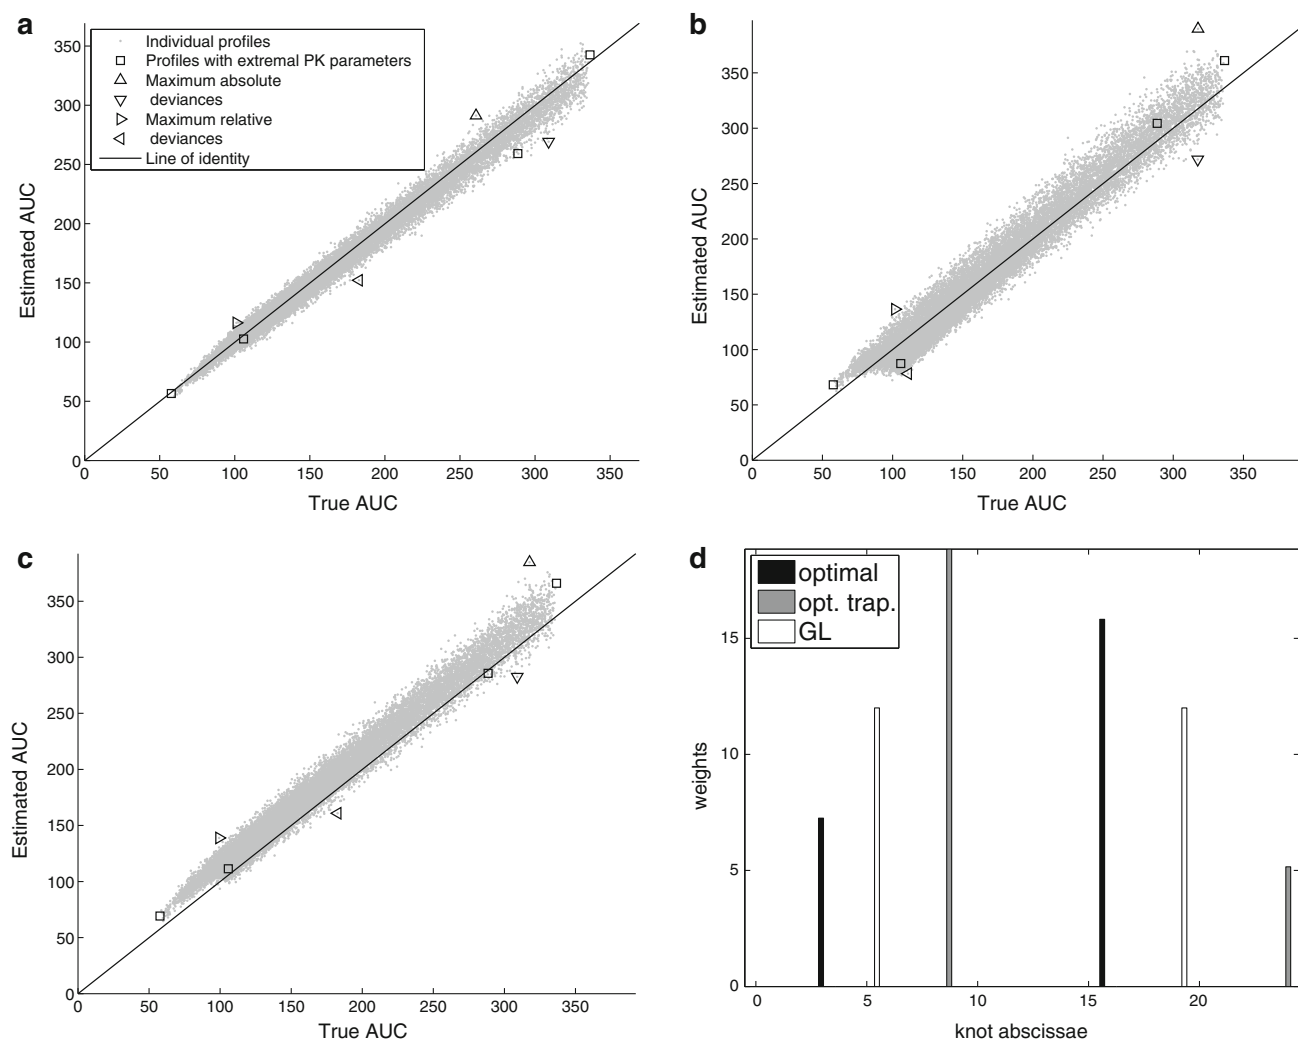 a
Individual profiles
Profiles with extremal PK parameters
Maximum absolute
deviances
Maximum relative
deviances
Line of identity
350
300
250
200
150
100
50
0
0 50 100 150 200 250 300 350
Estimated AUC
True AUC
b
350
300
250
200
150
100
50
0
0 50 100 150 200 250 300 350
Estimated AUC
True AUC
c
350
300
250
200
150
100
50
0
0 50 100 150 200 250 300 350
Estimated AUC
True AUC
d
optimal
opt. trap.
GL
15
10
5
0
0 5 10 15 20
weights
knot abscissae